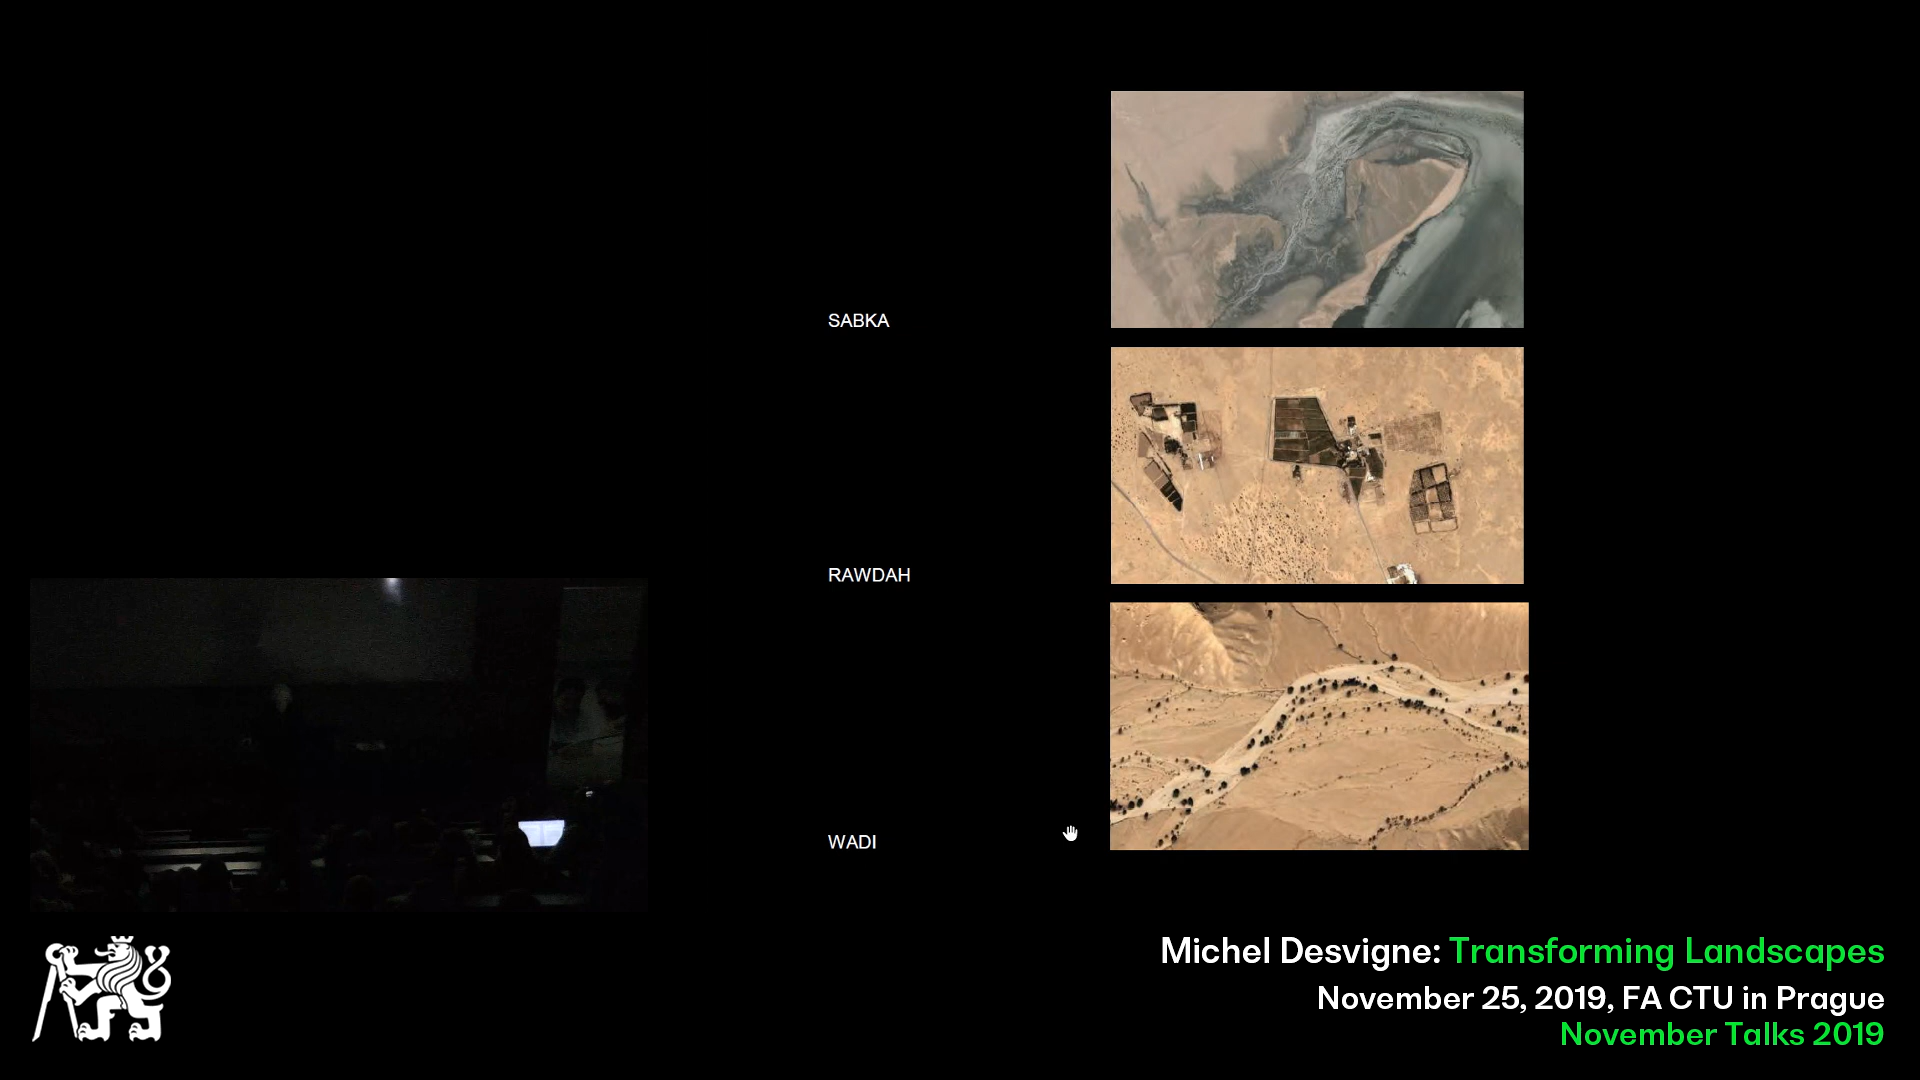 SABKA
RAWDAH
WADI
Michel Desvigne: Transforming Landscapes
November 25, 2019, FA CTU in Prague
November Talks 2019